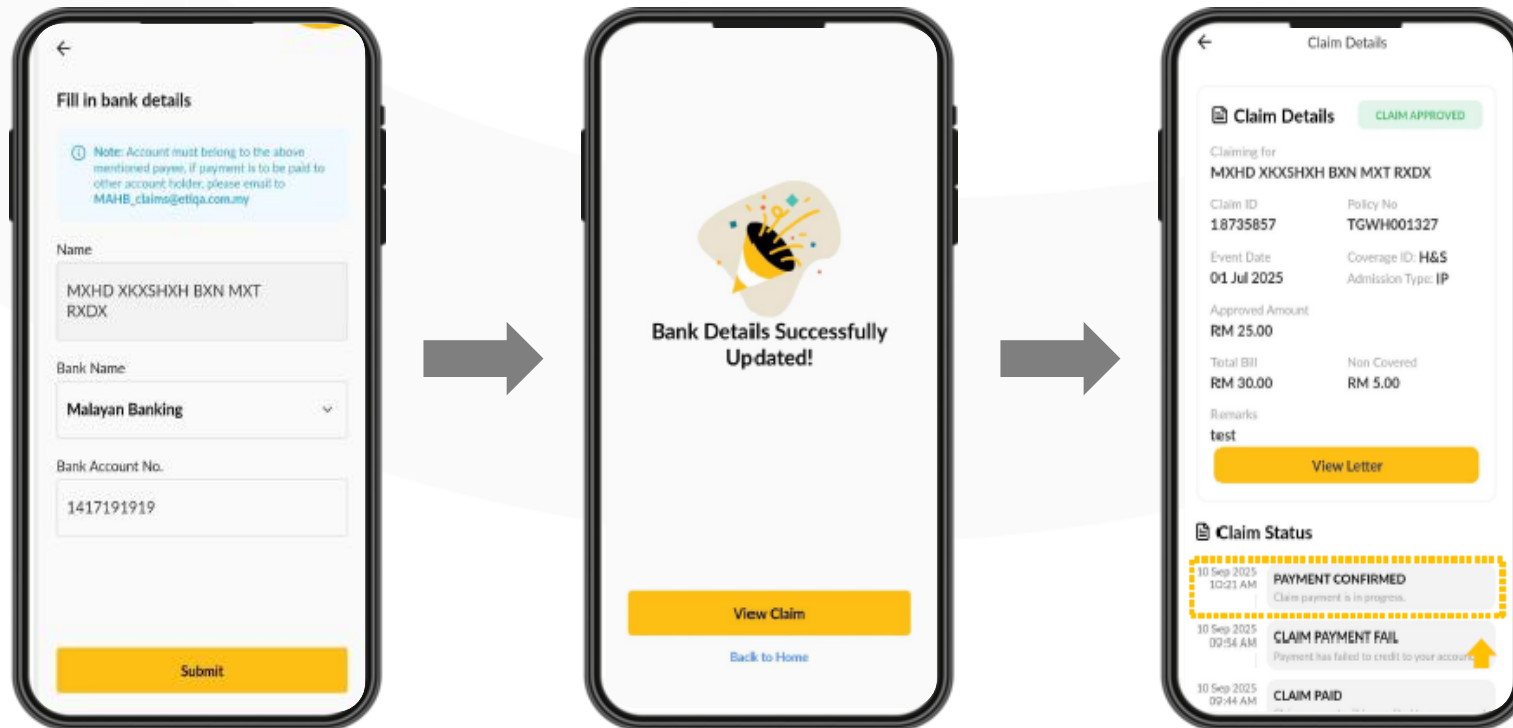 Fill in bank details
Note: Account must belong to the above
mentioned payee, if payment is to be paid to
other account holder, please email to
MAHB_claims@etiqa.com.my
Name
MXHD XKXSHXH BXN MXT
RXDX
Bank Name
Malayan Banking
Bank Account No.
1417191919
Submit
Bank Details Successfully
Updated!
View Claim
Back to Home
Claim Details
Claim Details
CLAIM APPROVED
Claiming for
MXHD XKXSHXH BXN MXT RXDX
Claim ID
Policy No
18735857
TGWH001327
Event Date
Coverage ID: H&S
01 Jul 2025
Admission Type: IP
Approved Amount
RM 25.00
Total Bill
Non Covered
RM 30.00
RM 5.00
Remarks
test
View Letter
Claim Status
10 Sep 2025
10:21 AM
PAYMENT CONFIRMED
Claim payment is in progress.
10 Sep 2025
09:54 AM
CLAIM PAYMENT FAIL
Payment has failed to credit to your account
10 Sep 2025
09:44 AM
CLAIM PAID